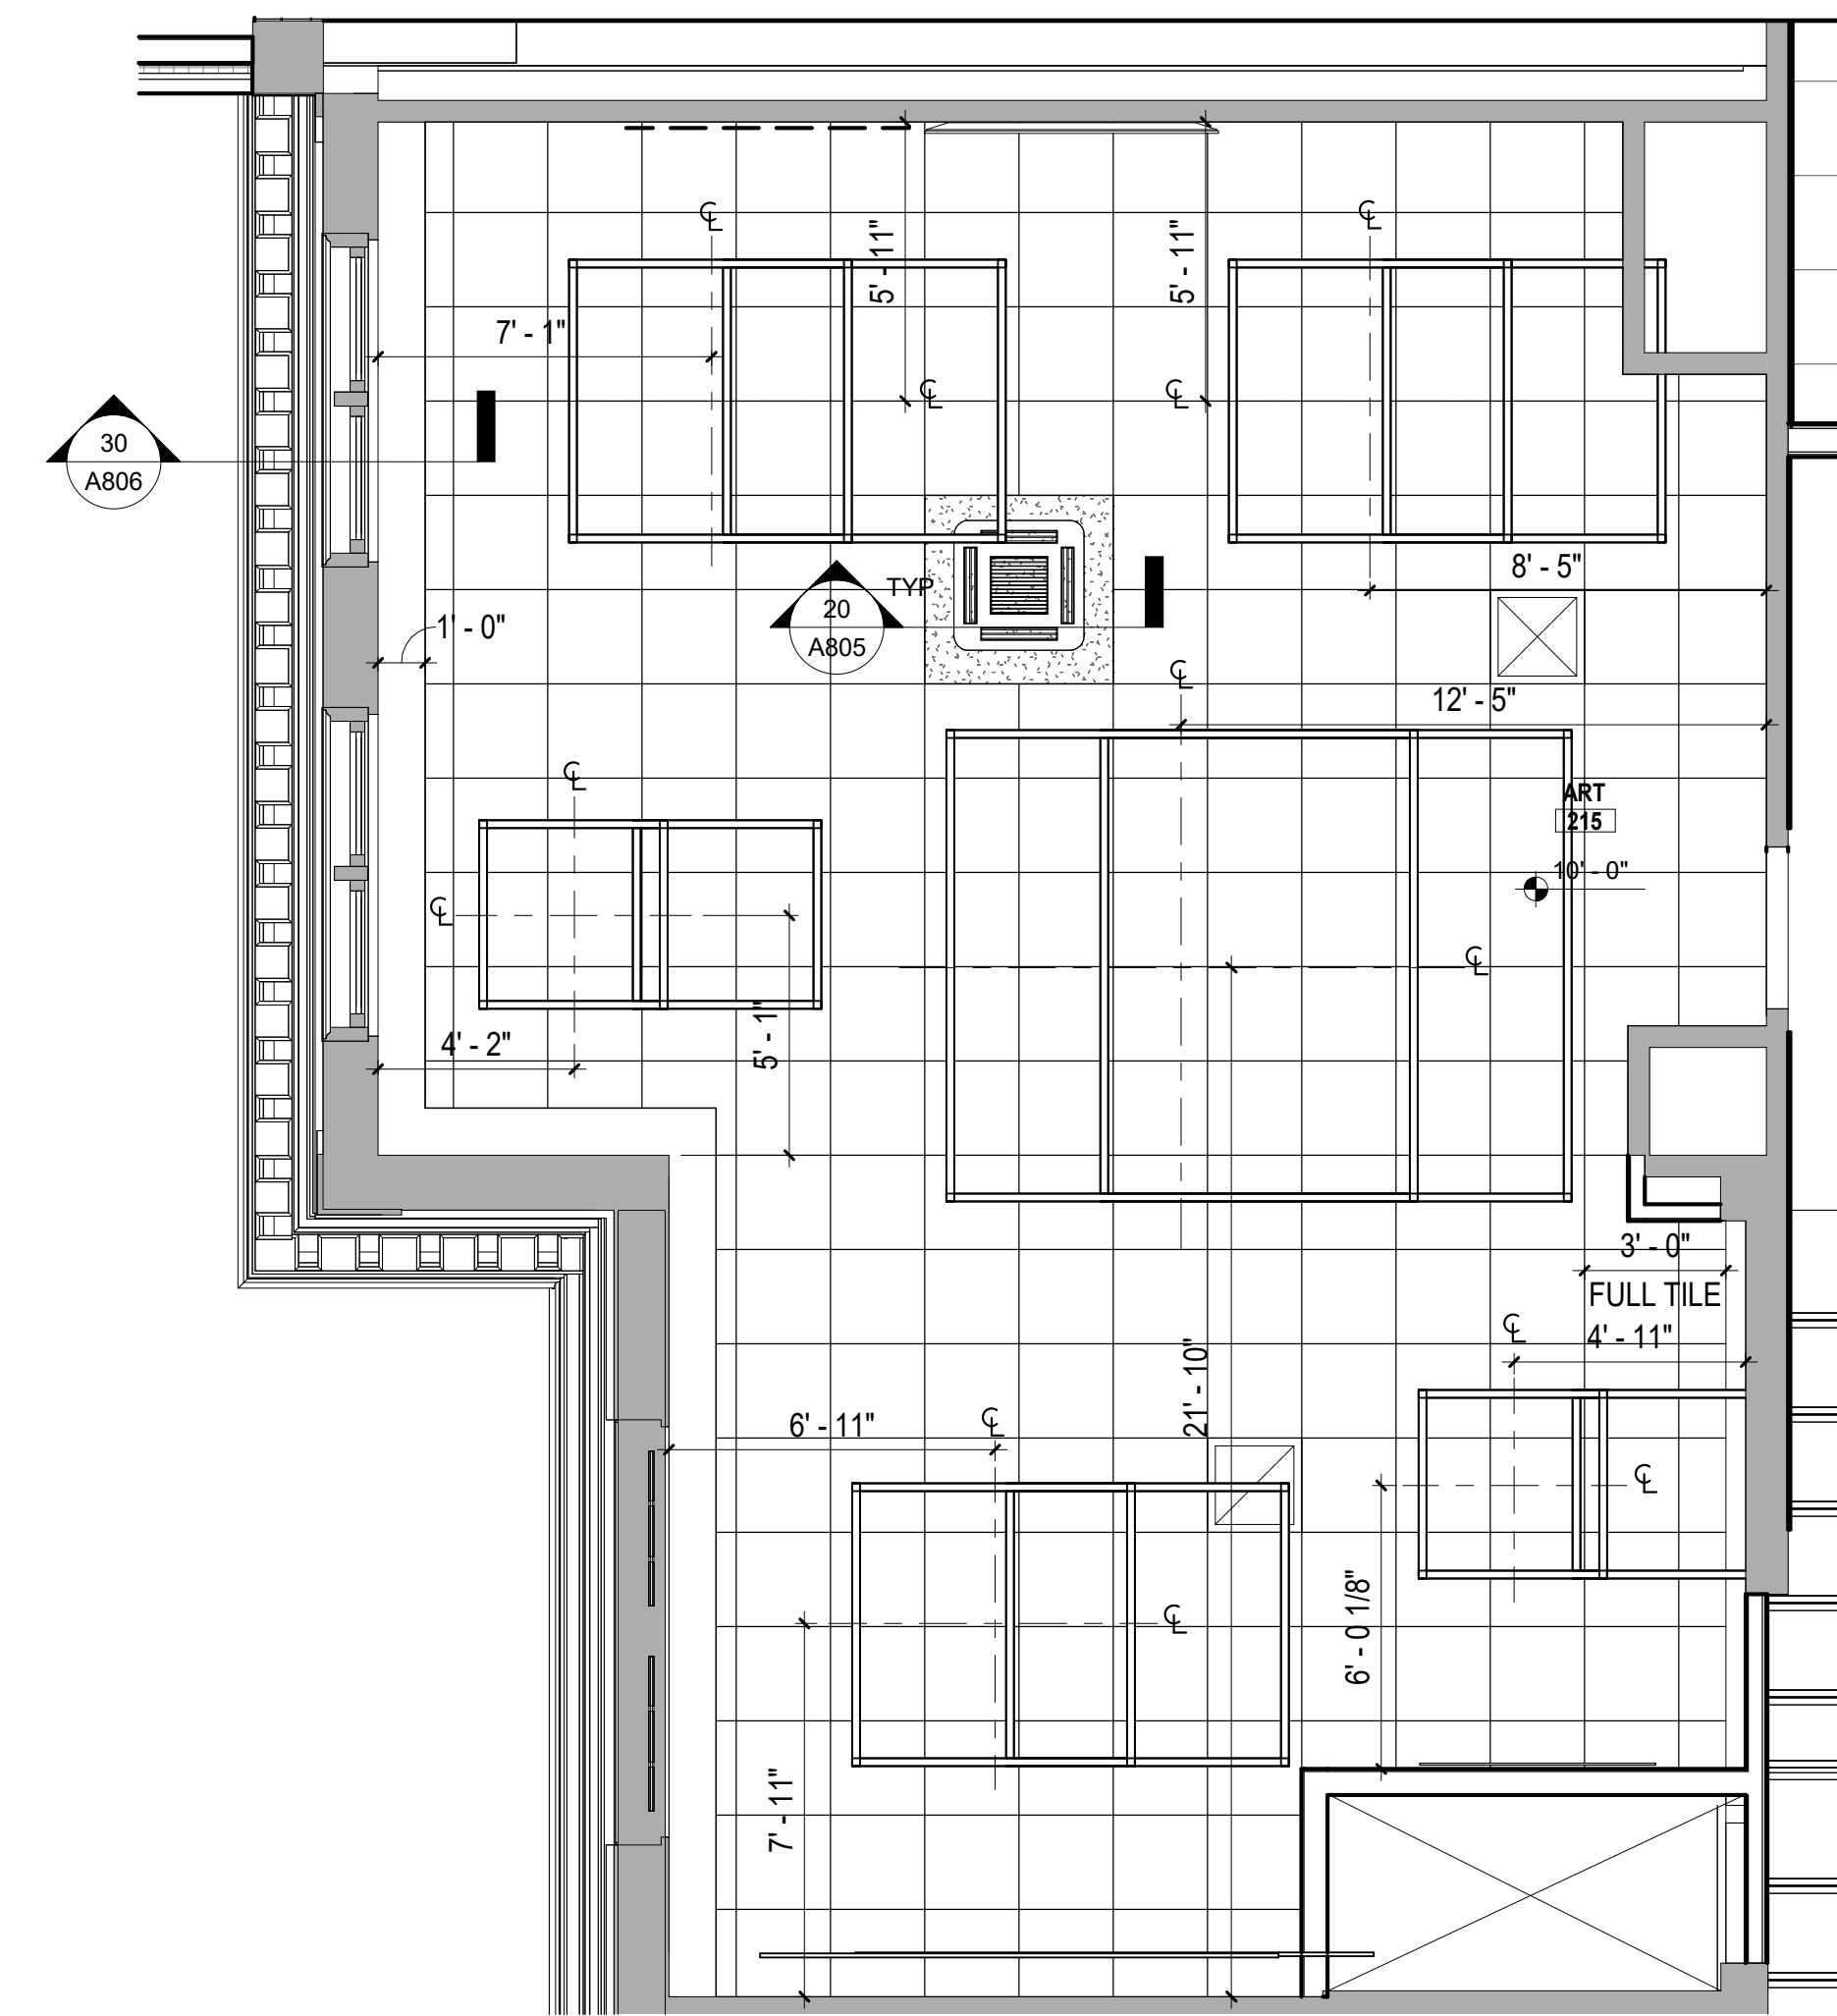 ℄
℄
5' - 11"
5' - 11"
7' - 1"
℄
℄
30
A806
8' - 5"
TYP
20
A805
1' - 0"
℄
12' - 5"
℄
ART
215
10' - 0"
℄
℄
4' - 2"
5' - 1"
3' - 0"
FULL TILE
4' - 11"
℄
21' - 10"
6' - 11"
℄
℄
6' - 0 1/8"
℄
7' - 11"